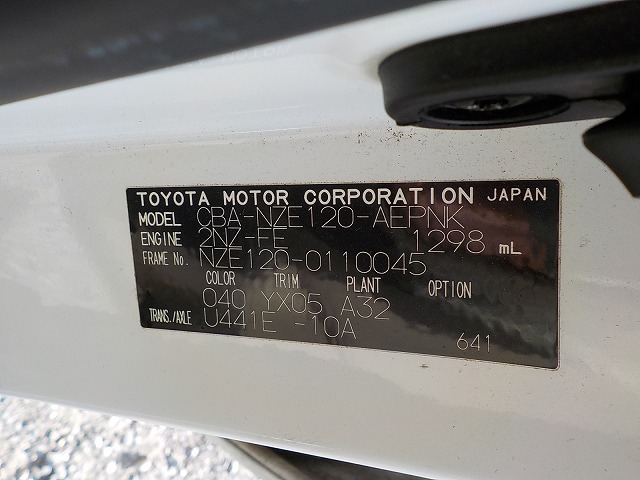 TOYOTA MOTOR CORPORATION JAPAN
MODEL CBA-NZE120-AEPNK
ENGINE 2NZ-FE 1298 mL
FRAME No. NZE120-0110045
COLOR TRIM PLANT OPTION
040 YX05 A32
TRANS./AXLE U441E -10A
641